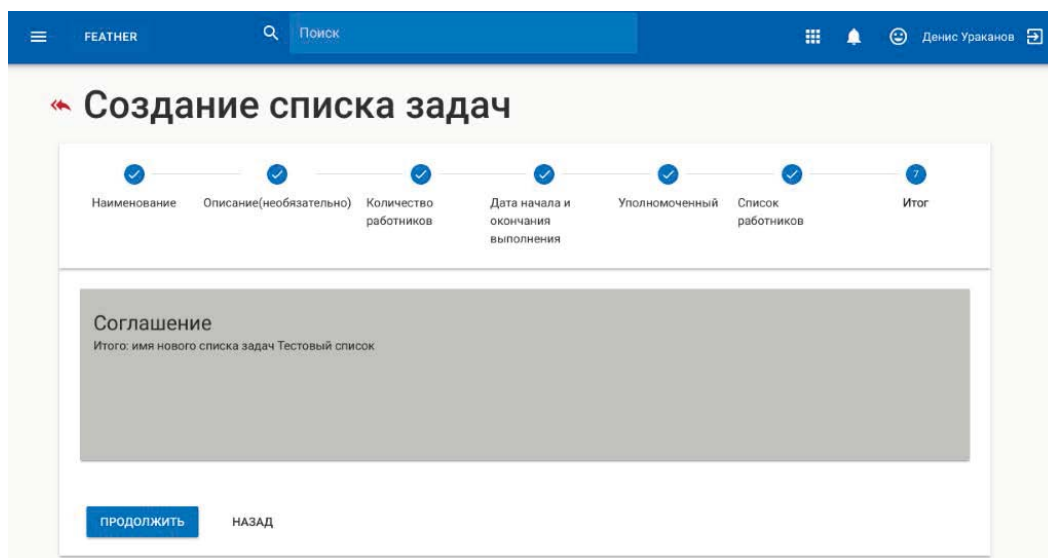 FEATHER
Поиск
Денис Ураканов
Создание списка задач
Наименование
Описание(необязательно)
Количество
работников
Дата начала и
окончания
выполнения
Уполномоченный
Список
работников
7
Итог
Соглашение
Итого: имя нового списка задач Тестовый список
ПРОДОЛЖИТЬ
НАЗАД